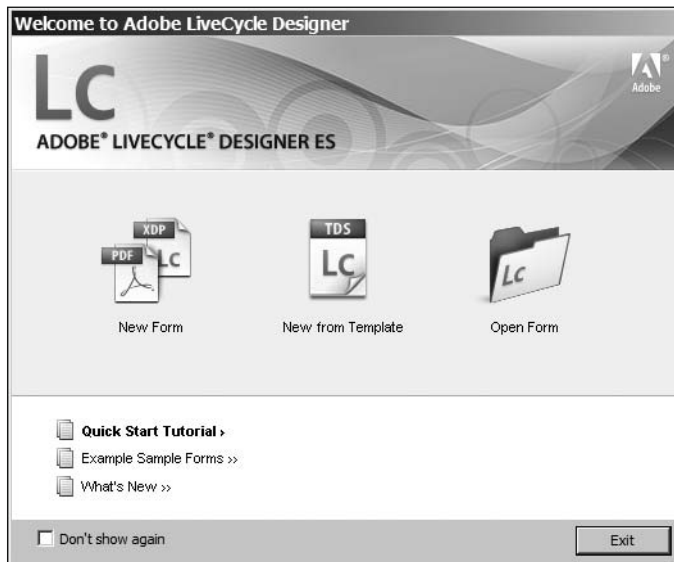 Welcome to Adobe LiveCycle Designer
Lc
Adobe®
ADOBE® LIVECYCLE® DESIGNER ES
XDP
PDF
Lc
TDS
Lc
Lc
New Form
New from Template
Open Form
Quick Start Tutorial ›
Example Sample Forms »
What's New »
Don't show again
Exit